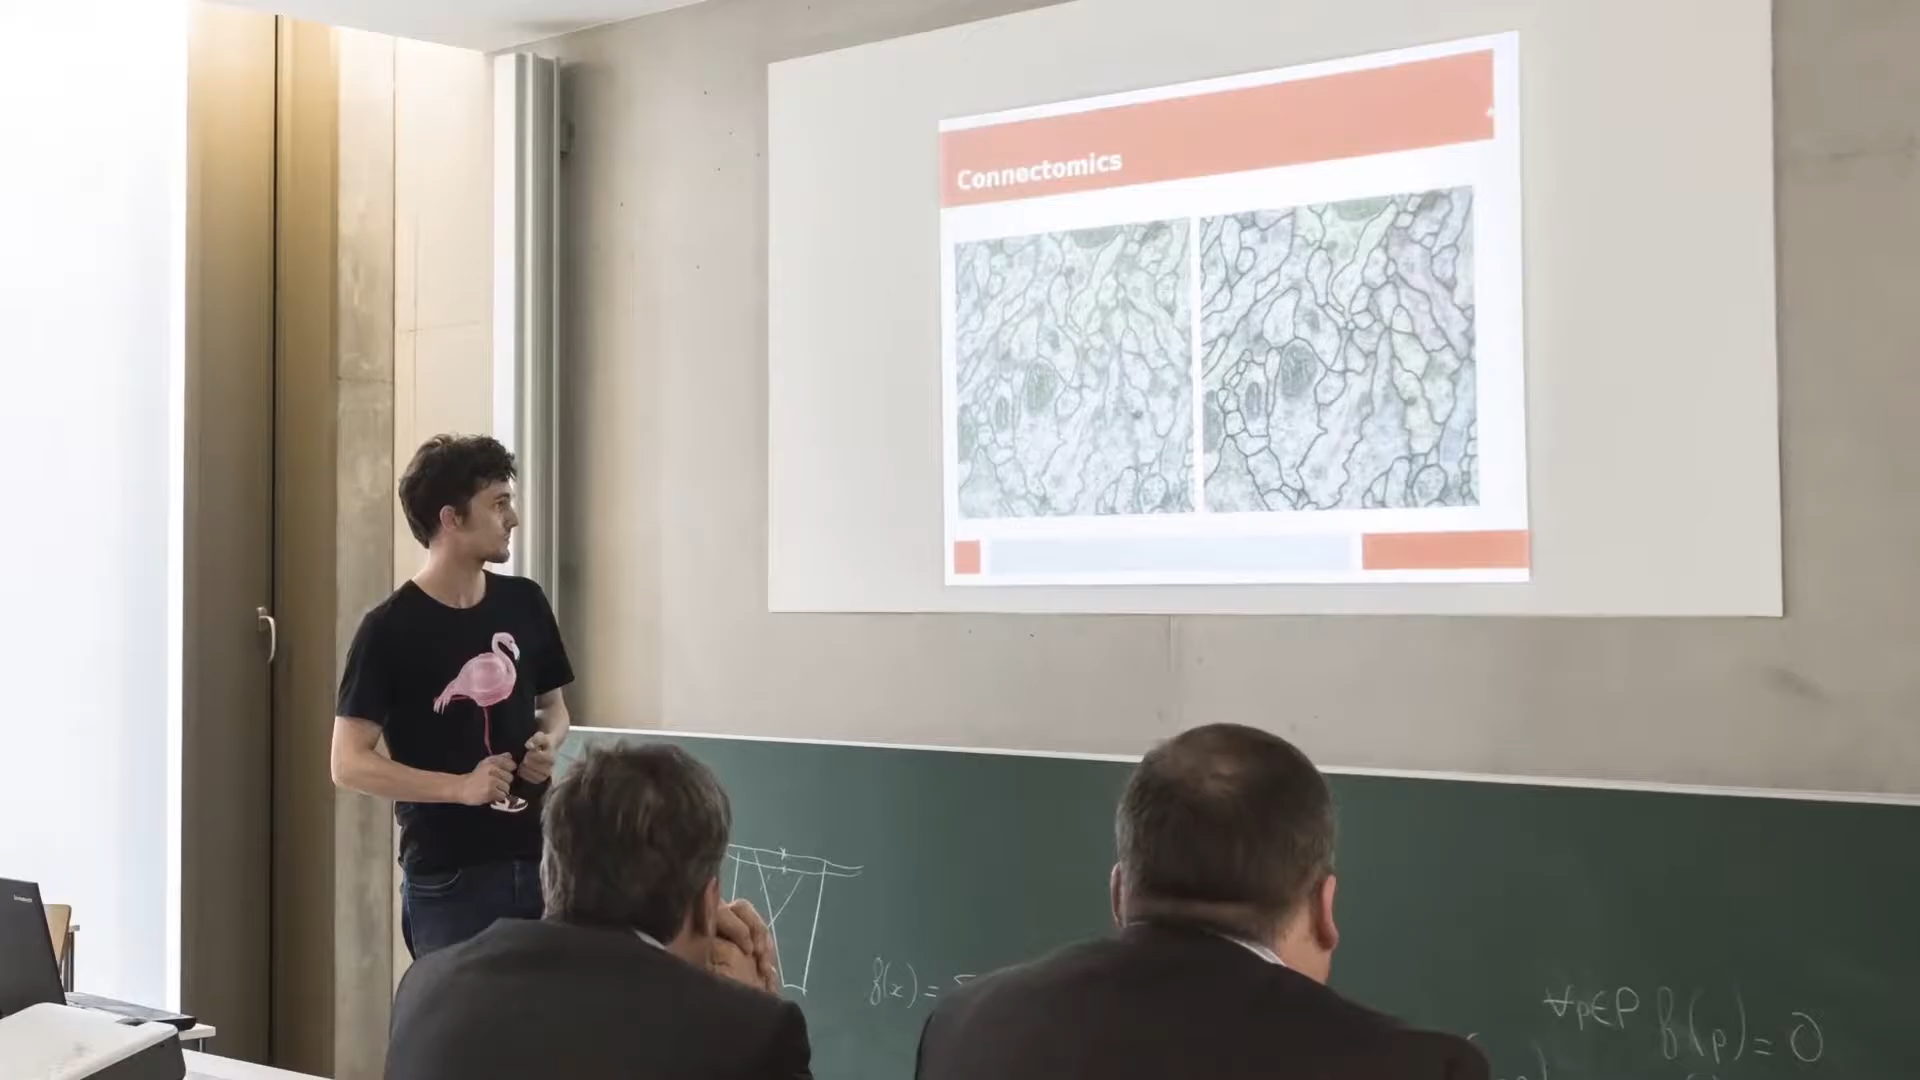 Connectomics
f(x) =
∀p∈P f(p) = 0